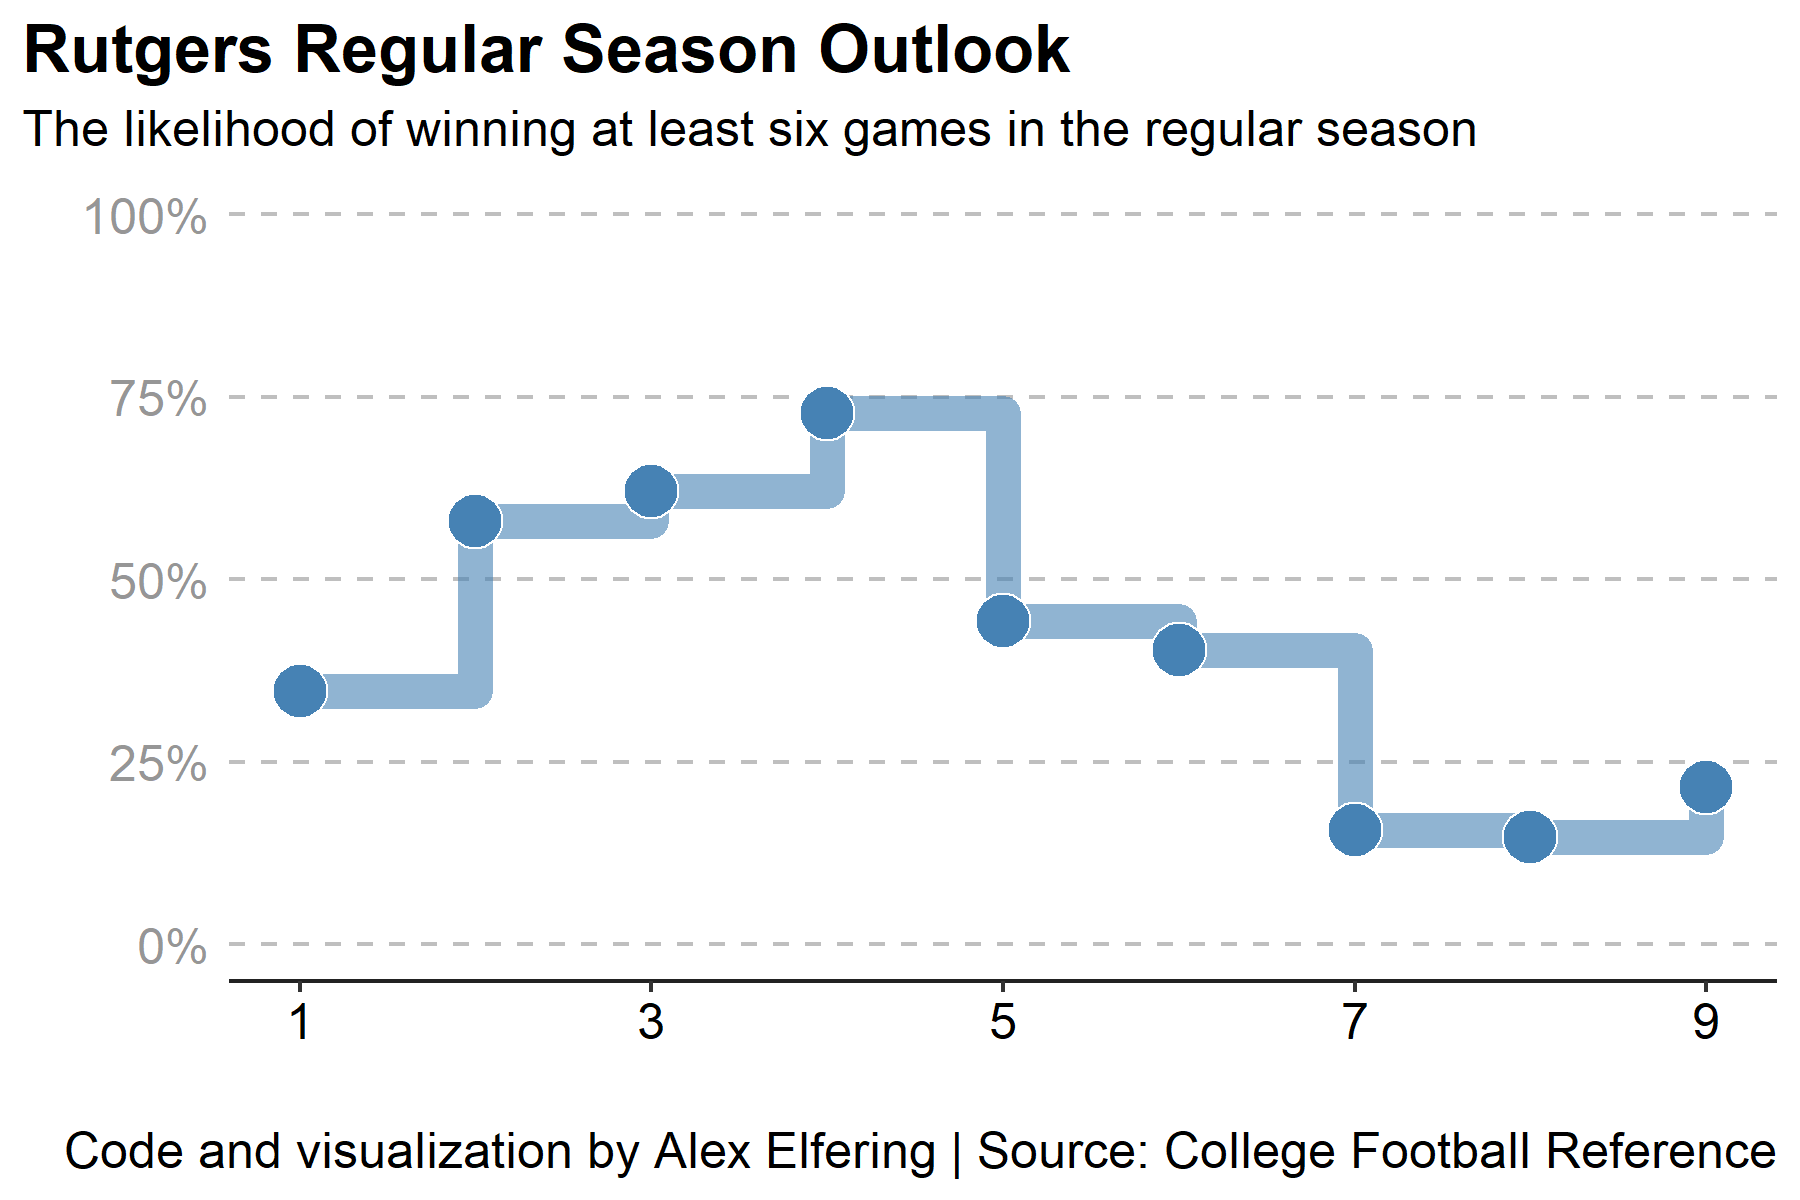 Rutgers Regular Season Outlook
The likelihood of winning at least six games in the regular season
100%
75%
50%
25%
0%
1 3 5 7 9
Code and visualization by Alex Elfering | Source: College Football Reference